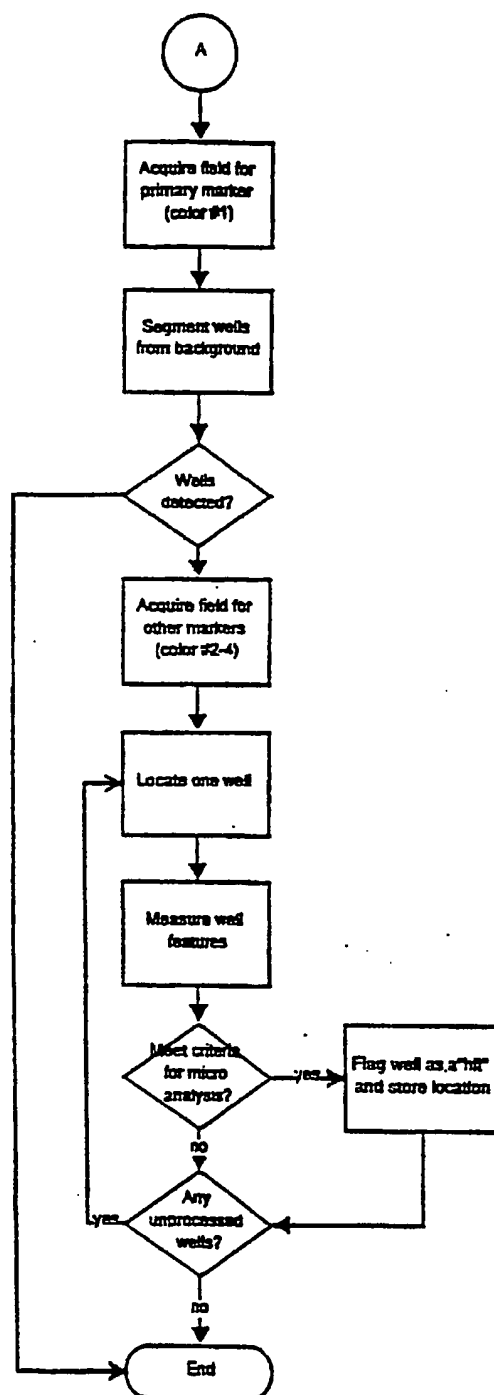 A
Acquire field for
primary marker
(color #1)
Segment wells
from background
Wells
detected?
Acquire field for
other markers
(color #2-4)
Locate one well
Measure well
features
Meet criteria
for micro
analysis?
yes
Flag well as a "hit"
and store location
no
Any
unprocessed
wells?
yes
no
End